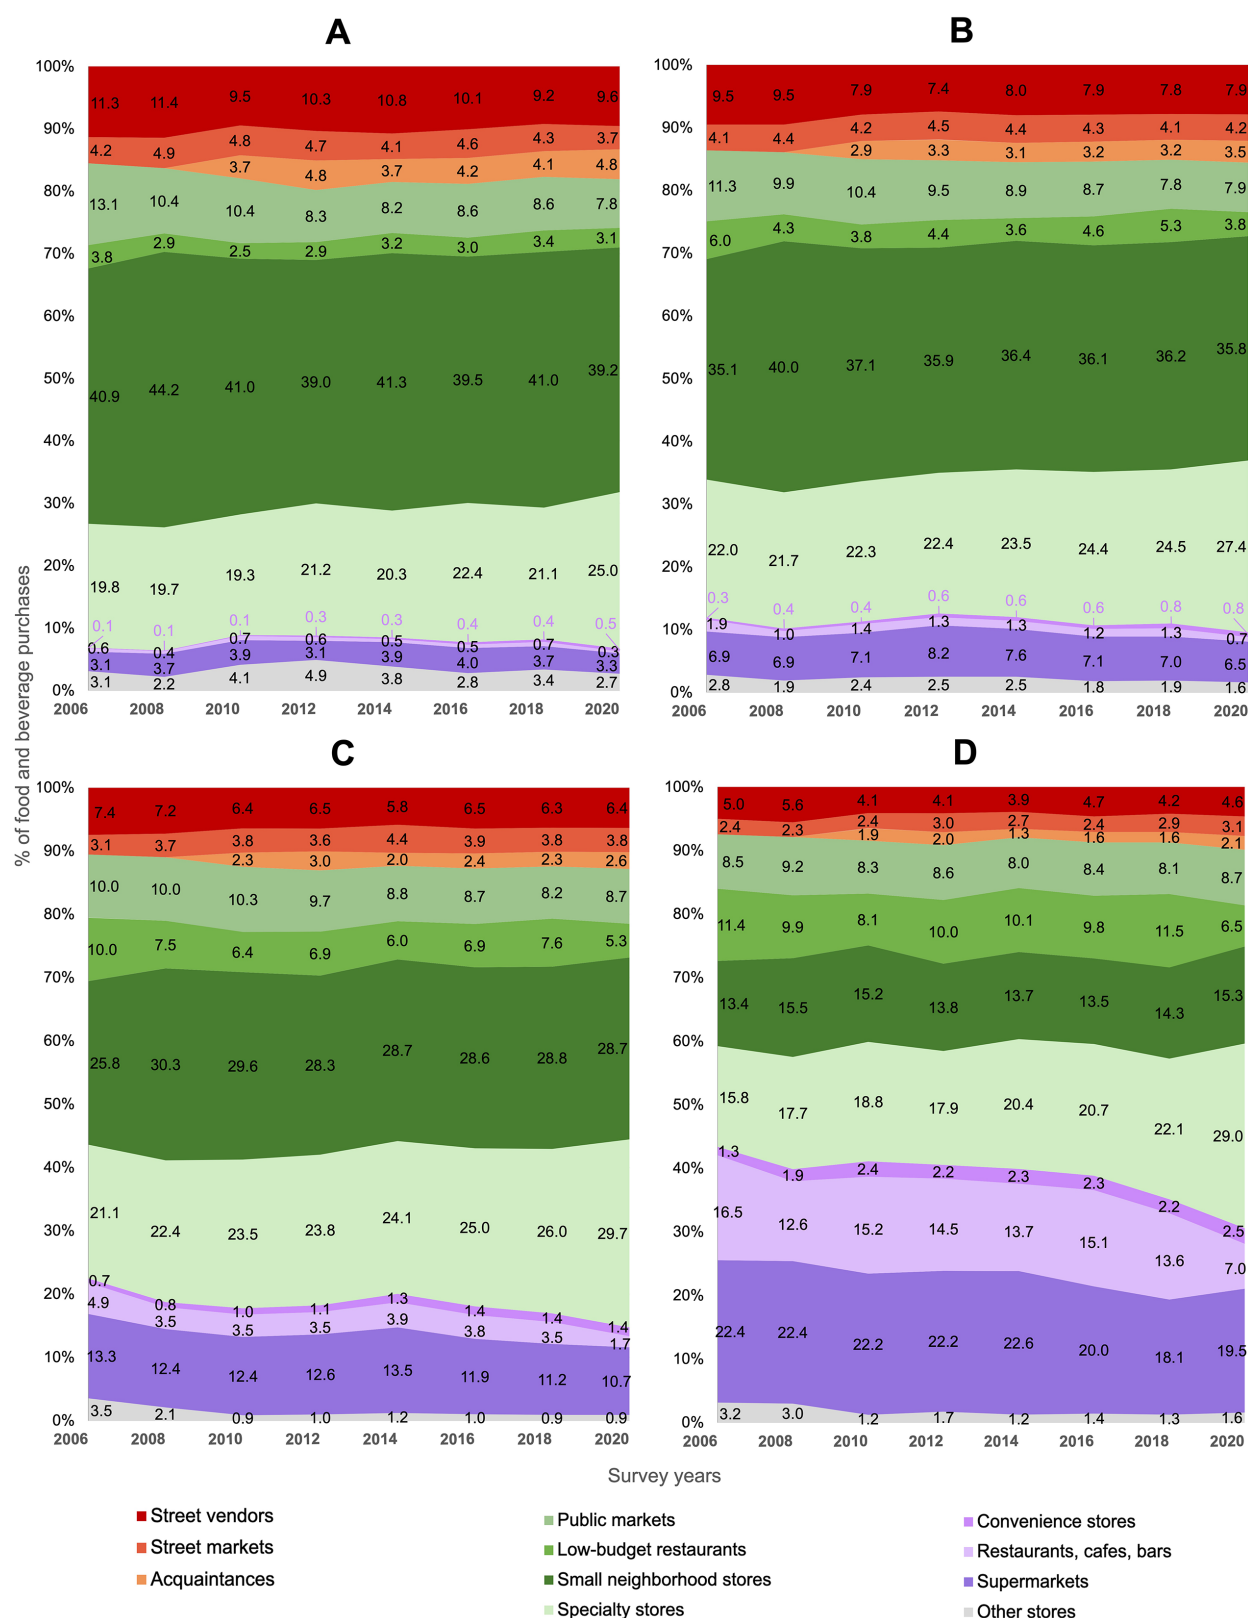 A
100%
90%
80%
70%
60%
50%
40%
30%
20%
10%
0%
11.3 11.4 9.5 10.3 10.8 10.1 9.2 9.6
4.2 4.9 4.8 4.7 4.1 4.6 4.3 3.7
3.7 4.8 3.7 4.2 4.1 4.8
13.1 10.4 10.4 8.3 8.2 8.6 8.6 7.8
3.8 2.9 2.5 2.9 3.2 3.0 3.4 3.1
40.9 44.2 41.0 39.0 41.3 39.5 41.0 39.2
19.8 19.7 19.3 21.2 20.3 22.4 21.1 25.0
0.1 0.1 0.1 0.3 0.3 0.4 0.4 0.5
0.6 0.4 0.7 0.6 0.5 0.5 0.7 0.3
3.1 3.7 3.9 3.1 3.9 4.0 3.7 3.3
3.1 2.2 4.1 4.9 3.8 2.8 3.4 2.7
2006 2008 2010 2012 2014 2016 2018 2020
B
100%
90%
80%
70%
60%
50%
40%
30%
20%
10%
0%
9.5 9.5 7.9 7.4 8.0 7.9 7.8 7.9
4.1 4.4 4.2 4.5 4.4 4.3 4.1 4.2
2.9 3.3 3.1 3.2 3.2 3.5
11.3 9.9 10.4 9.5 8.9 8.7 7.8 7.9
6.0 4.3 3.8 4.4 3.6 4.6 5.3 3.8
35.1 40.0 37.1 35.9 36.4 36.1 36.2 35.8
22.0 21.7 22.3 22.4 23.5 24.4 24.5 27.4
0.3 0.4 0.4 0.6 0.6 0.6 0.8 0.8
1.9 1.0 1.4 1.3 1.3 1.2 1.3 0.7
6.9 6.9 7.1 8.2 7.6 7.1 7.0 6.5
2.8 1.9 2.4 2.5 2.5 1.8 1.9 1.6
2006 2008 2010 2012 2014 2016 2018 2020
% of food and beverage purchases
C
100%
90%
80%
70%
60%
50%
40%
30%
20%
10%
0%
7.4 7.2 6.4 6.5 5.8 6.5 6.3 6.4
3.1 3.7 3.8 3.6 4.4 3.9 3.8 3.8
2.3 3.0 2.0 2.4 2.3 2.6
10.0 10.0 10.3 9.7 8.8 8.7 8.2 8.7
10.0 7.5 6.4 6.9 6.0 6.9 7.6 5.3
25.8 30.3 29.6 28.3 28.7 28.6 28.8 28.7
21.1 22.4 23.5 23.8 24.1 25.0 26.0 29.7
0.7 0.8 1.0 1.1 1.3 1.4 1.4 1.4
4.9 3.5 3.5 3.5 3.9 3.8 3.5 1.7
13.3 12.4 12.4 12.6 13.5 11.9 11.2 10.7
3.5 2.1 0.9 1.0 1.2 1.0 0.9 0.9
2006 2008 2010 2012 2014 2016 2018 2020
D
100%
90%
80%
70%
60%
50%
40%
30%
20%
10%
0%
5.0 5.6 4.1 4.1 3.9 4.7 4.2 4.6
2.4 2.3 2.4 3.0 2.7 2.4 2.9 3.1
1.9 2.0 1.3 1.6 1.6 2.1
8.5 9.2 8.3 8.6 8.0 8.4 8.1 8.7
11.4 9.9 8.1 10.0 10.1 9.8 11.5 6.5
13.4 15.5 15.2 13.8 13.7 13.5 14.3 15.3
15.8 17.7 18.8 17.9 20.4 20.7 22.1 29.0
1.3 1.9 2.4 2.2 2.3 2.3 2.2 2.5
16.5 12.6 15.2 14.5 13.7 15.1 13.6 7.0
22.4 22.4 22.2 22.2 22.6 20.0 18.1 19.5
3.2 3.0 1.2 1.7 1.2 1.4 1.3 1.6
2006 2008 2010 2012 2014 2016 2018 2020
Survey years
Street vendors
Street markets
Acquaintances
Public markets
Low-budget restaurants
Small neighborhood stores
Specialty stores
Convenience stores
Restaurants, cafes, bars
Supermarkets
Other stores